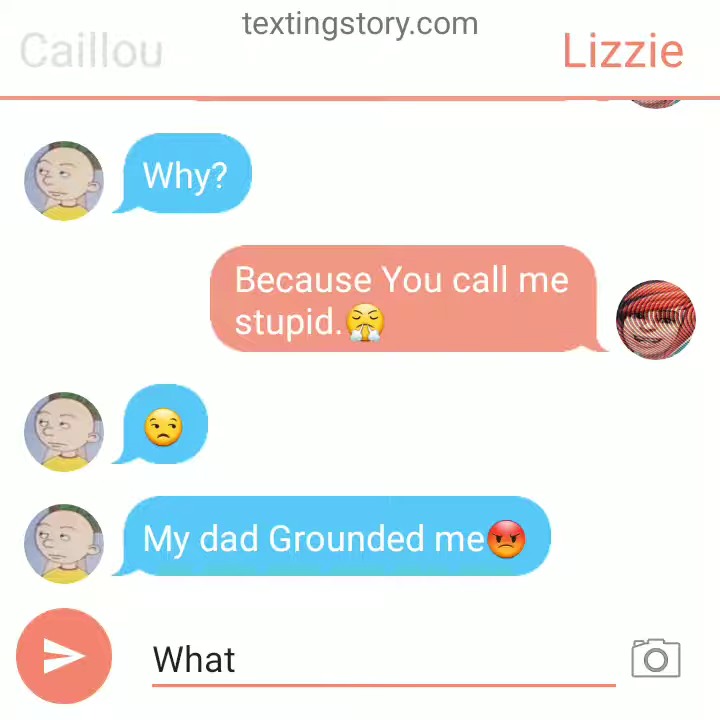 textingstory.com
Caillou
Lizzie
Why?
Because You call me
stupid.😤
😒
My dad Grounded me😡
What